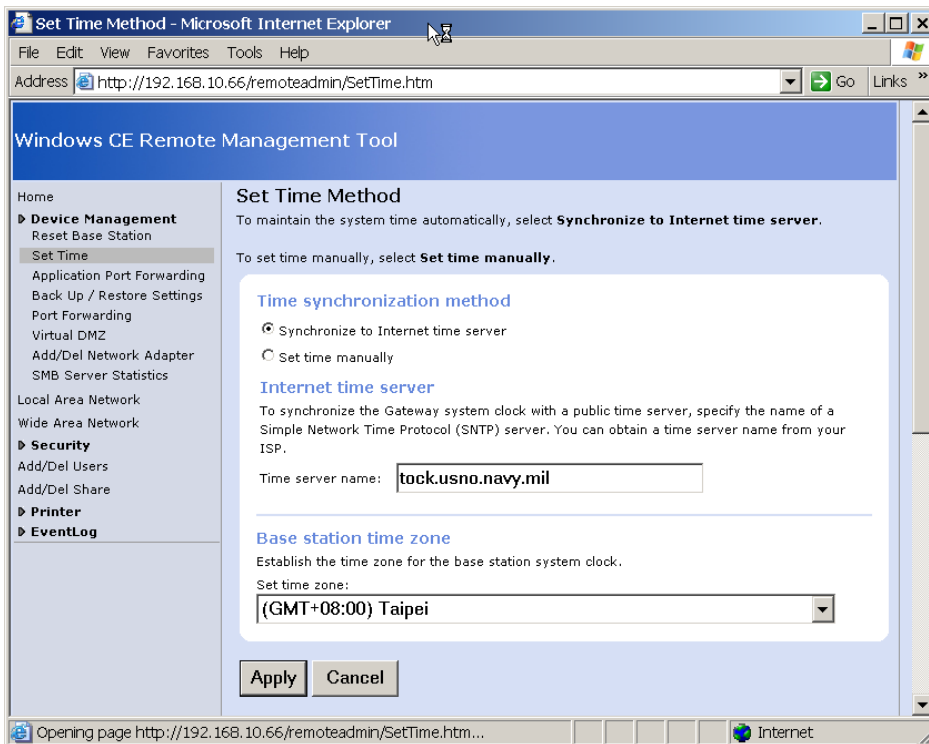 Set Time Method - Microsoft Internet Explorer
File Edit View Favorites Tools Help
Address http://192.168.10.66/remoteadmin/SetTime.htm Go Links »
Windows CE Remote Management Tool
Home
Device Management
Reset Base Station
Set Time
Application Port Forwarding
Back Up / Restore Settings
Port Forwarding
Virtual DMZ
Add/Del Network Adapter
SMB Server Statistics
Local Area Network
Wide Area Network
Security
Add/Del Users
Add/Del Share
Printer
EventLog
Set Time Method
To maintain the system time automatically, select Synchronize to Internet time server.
To set time manually, select Set time manually.
Time synchronization method
Synchronize to Internet time server
Set time manually
Internet time server
To synchronize the Gateway system clock with a public time server, specify the name of a
Simple Network Time Protocol (SNTP) server. You can obtain a time server name from your
ISP.
Time server name: tock.usno.navy.mil
Base station time zone
Establish the time zone for the base station system clock.
Set time zone:
(GMT+08:00) Taipei
Apply Cancel
Opening page http://192.168.10.66/remoteadmin/SetTime.htm... Internet